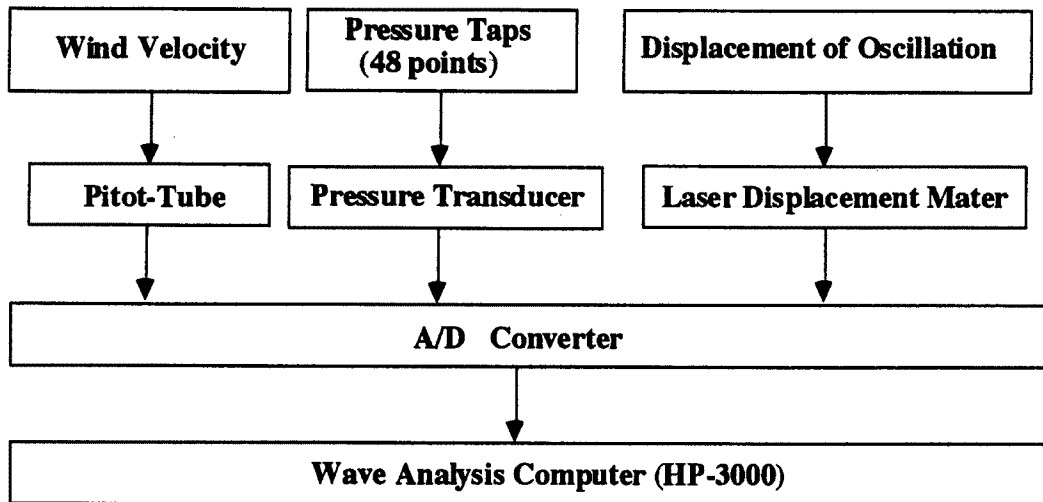 Wind Velocity
Pressure Taps
(48 points)
Displacement of Oscillation
Pitot-Tube
Pressure Transducer
Laser Displacement Mater
A/D Converter
Wave Analysis Computer (HP-3000)